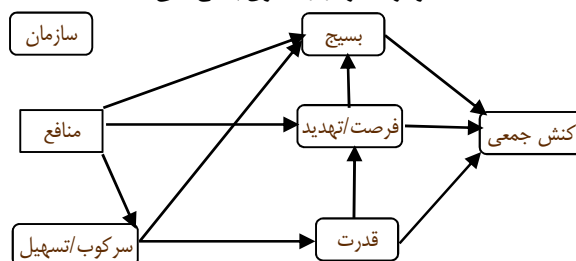 بسیج
سازمان
فرصت/تهدید
منافع
کنش جمعی
قدرت
سرکوب/تسهیل